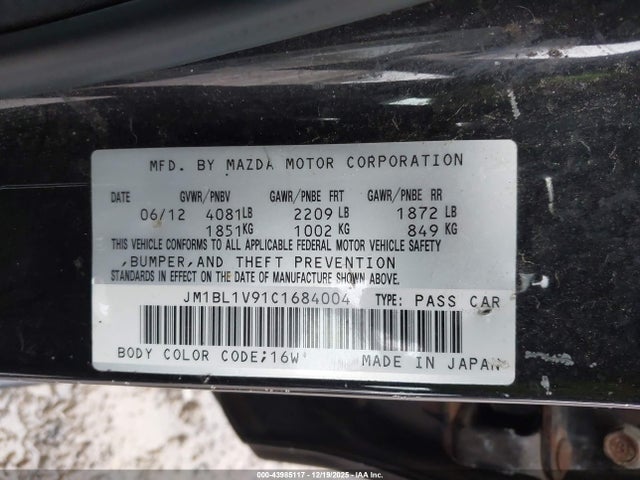 MFD. BY MAZDA MOTOR CORPORATION
DATE GVWR/PNBV GAWR/PNBE FRT GAWR/PNBE RR
06/12 4081LB 2209 LB 1872 LB
1851KG 1002 KG 849 KG
THIS VEHICLE CONFORMS TO ALL APPLICABLE FEDERAL MOTOR VEHICLE SAFETY
,BUMPER,AND THEFT PREVENTION
STANDARDS IN EFFECT ON THE DATE OF MANUFACTURE SHOWN ABOVE.
JM1BL1V91C1684004 TYPE: PASS CAR
BODY COLOR CODE;16W MADE IN JAPAN
000-43985117 - 12/19/2025 - IAAI.COM